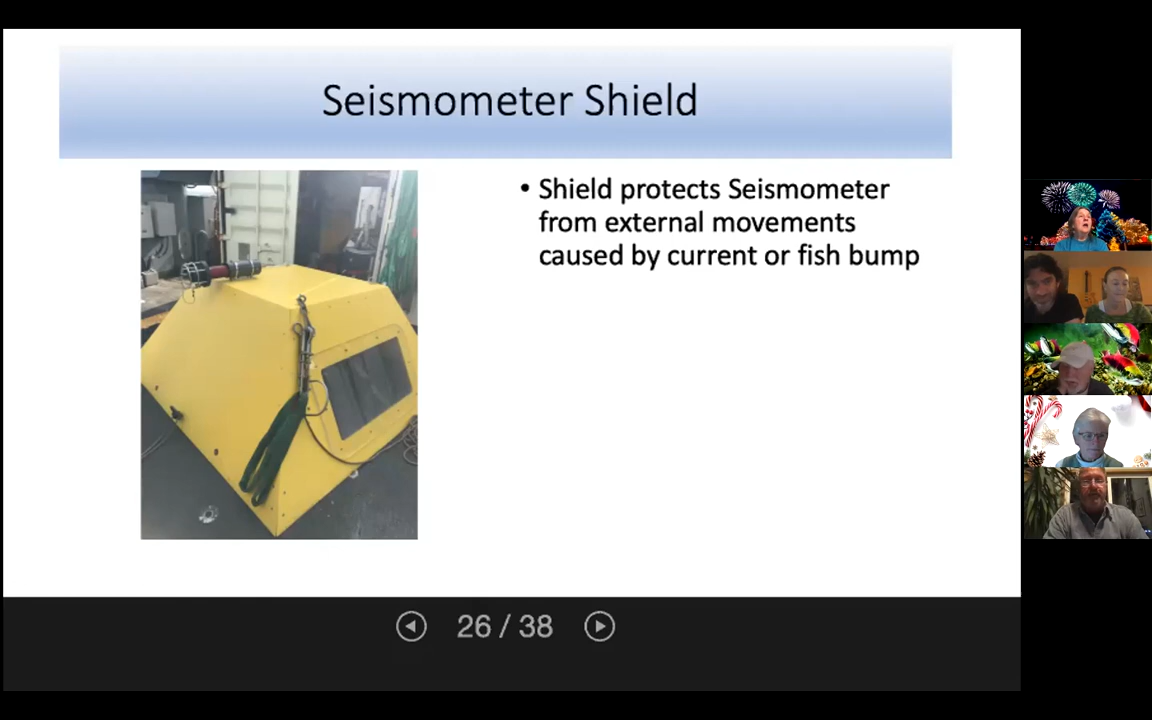 Seismometer Shield
• Shield protects Seismometer
from external movements
caused by current or fish bump
26 / 38